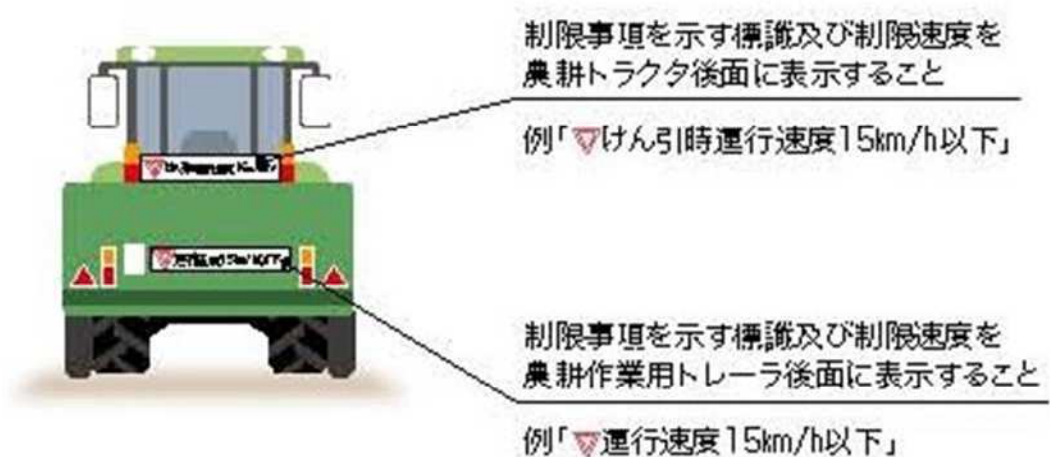 制限事項を示す標識及び制限速度を
農耕トラクタ後面に表示すること
例「けん引時運行速度15km/h以下」
制限事項を示す標識及び制限速度を
農耕作業用トレーラ後面に表示すること
例「運行速度15km/h以下」